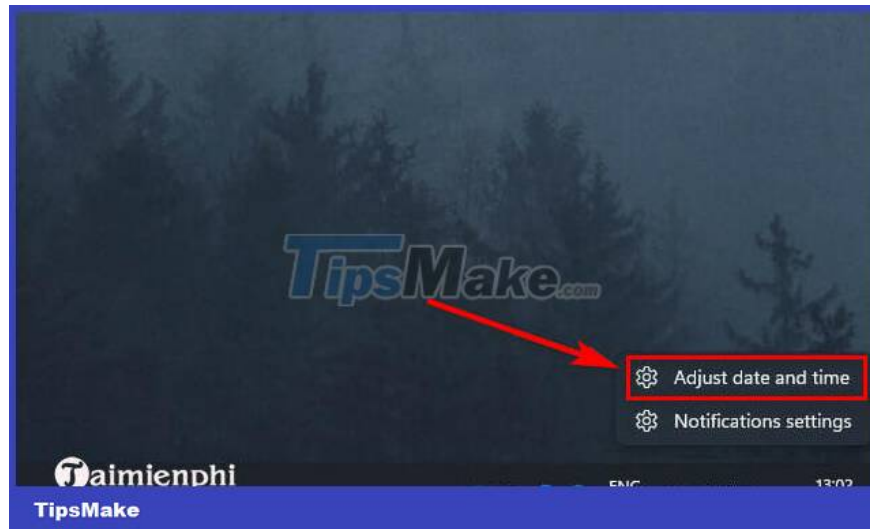 TipsMake.com
Adjust date and time
Notifications settings
Taimienphi
ENG
13:02
TipsMake